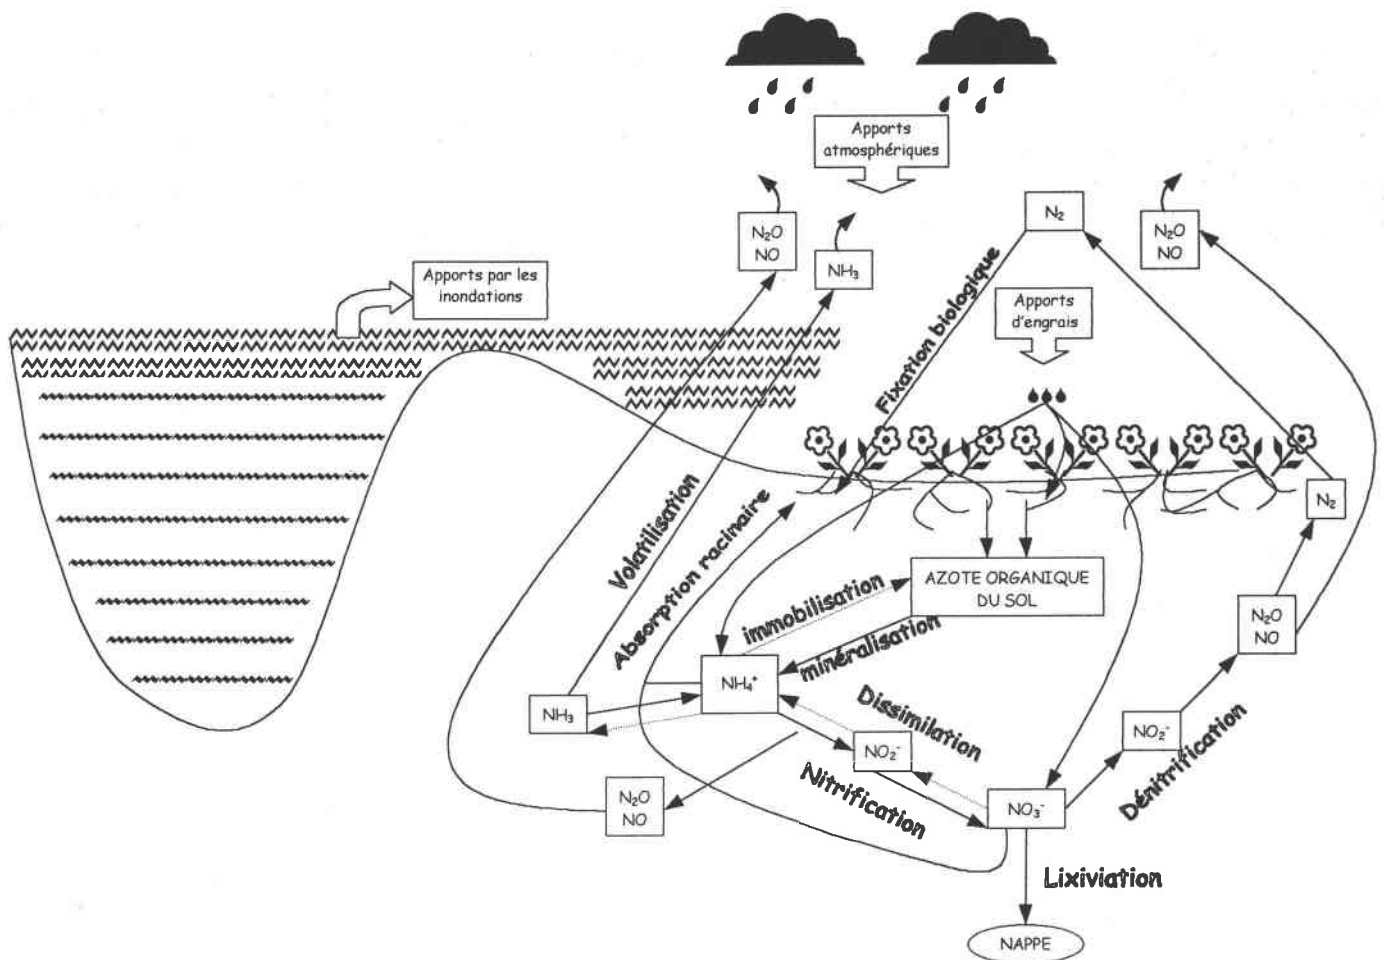 Apports
atmosphériques
N₂O
NO
NH₃
N₂
N₂O
NO
Apports par les
inondations
Fixation biologique
Apports
d'engrais
Volatilisation
Absorption racinaire
N₂
AZOTE ORGANIQUE
DU SOL
immobilisation
minéralisation
N₂O
NO
NH₄⁺
NH₃
Dissimilation
NO₂⁻
NO₂⁻
Dénitrification
Nitrification
N₂O
NO
NO₃⁻
Lixiviation
NAPPE